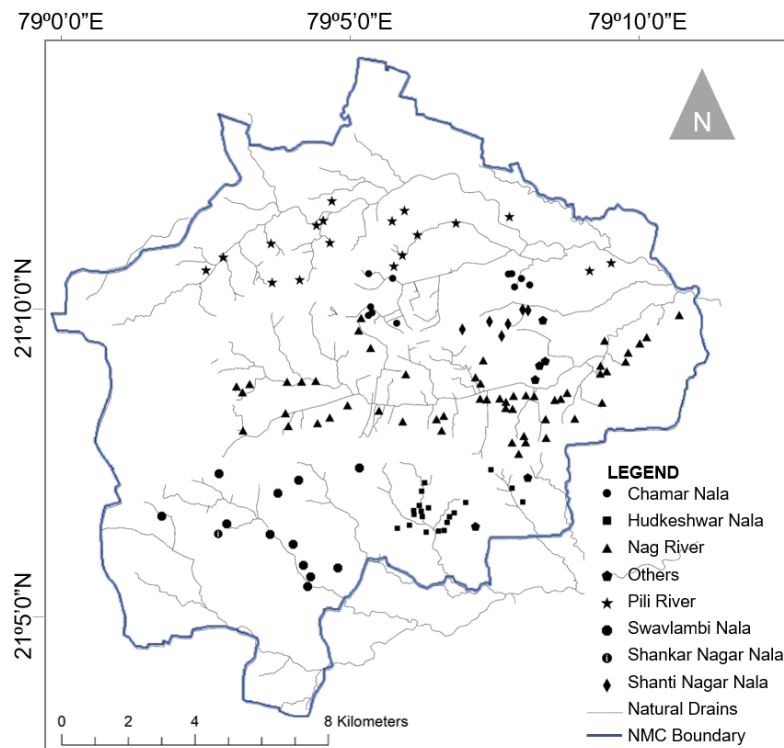 79º0’0”E 79º5’0”E 79º10’0”E
N
21º10’0”N
21º5’0”N
LEGEND
Chamar Nala
Hudkeshwar Nala
Nag River
Others
Pili River
Swavlambi Nala
Shankar Nagar Nala
Shanti Nagar Nala
Natural Drains
NMC Boundary
0 2 4 8 Kilometers